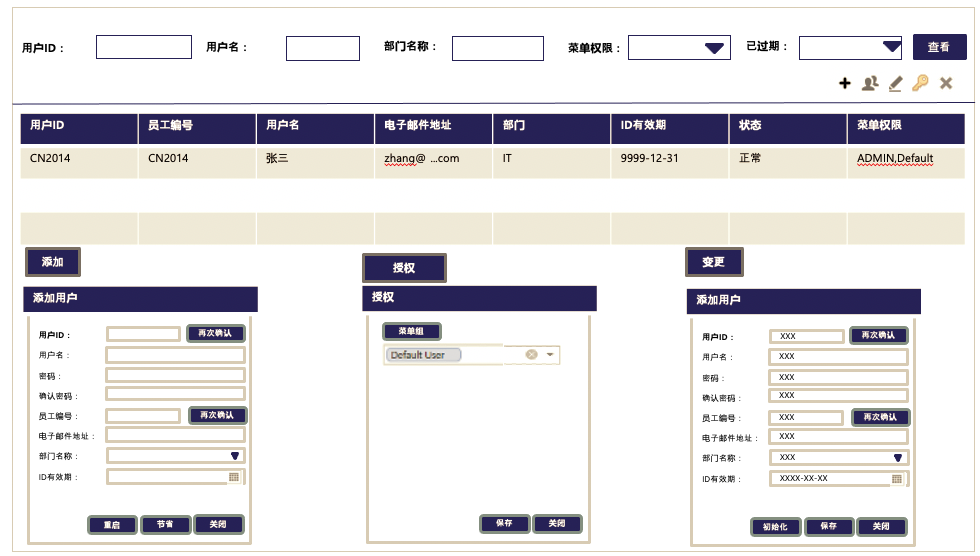 用户ID： 用户名： 部门名称： 菜单权限： 已过期： 查看
用户ID 员工编号 用户名 电子邮件地址 部门 ID有效期 状态 菜单权限
CN2014 CN2014 张三 zhang@ ...com IT 9999-12-31 正常 ADMIN,Default
添加
添加用户
用户ID： 再次确认
用户名：
密码：
确认密码：
员工编号： 再次确认
电子邮件地址：
部门名称：
ID有效期：
重启 节省 关闭
授权
授权
菜单组
Default User
保存 关闭
变更
添加用户
用户ID： XXX 再次确认
用户名： XXX
密码： XXX
确认密码： XXX
员工编号： XXX 再次确认
电子邮件地址： XXX
部门名称： XXX
ID有效期： XXXX-XX-XX
初始化 保存 关闭